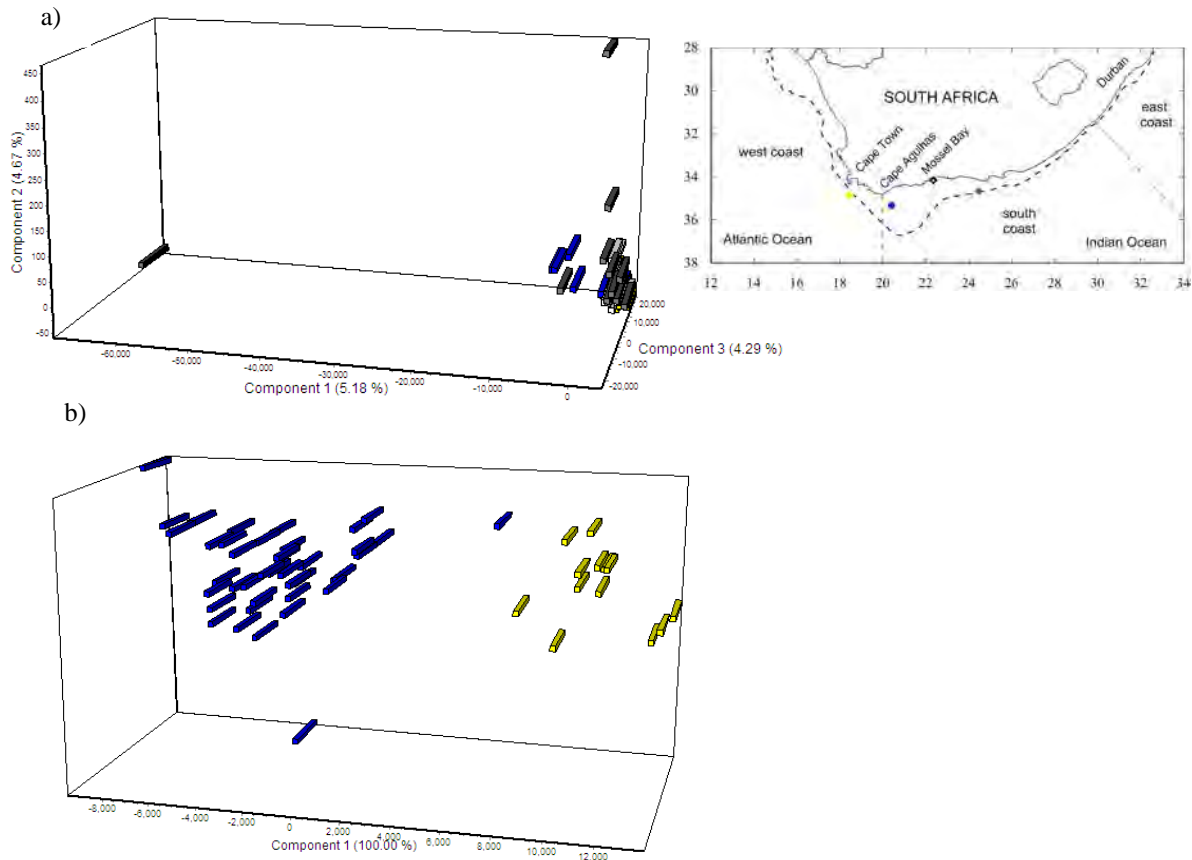 a)
450
400
350
300
250
200
150
100
50
0
-50
Component 2 (4.67 %)
-60,000
-50,000
-40,000
-30,000
-20,000
-10,000
0
Component 1 (5.18 %)
20,000
10,000
0
-10,000
-20,000
Component 3 (4.29 %)
28
30
32
34
36
38
12 14 16 18 20 22 24 26 28 30 32 34
SOUTH AFRICA
Durban
east
coast
west coast
Cape Town
Cape Agulhas
Mossel Bay
south
coast
Atlantic Ocean
Indian Ocean
b)
-8,000
-6,000
-4,000
-2,000
0
2,000
4,000
6,000
8,000
10,000
12,000
Component 1 (100.00 %)